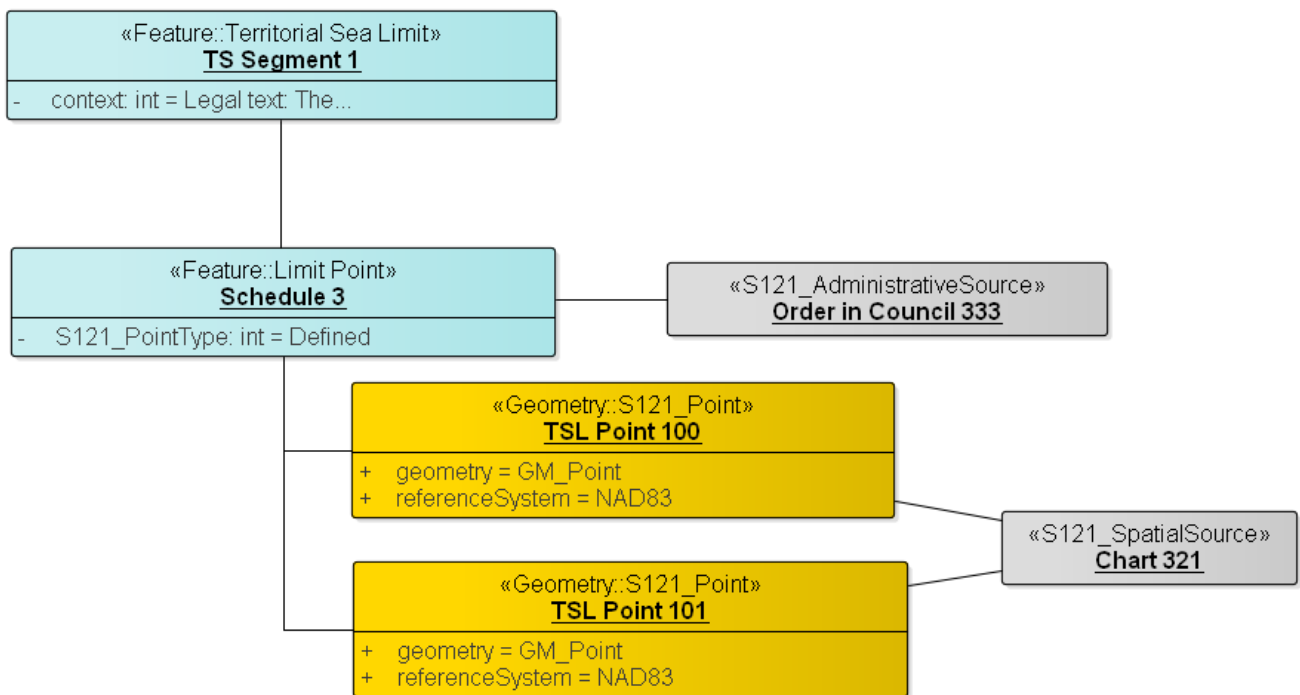 «Feature::Territorial Sea Limit»
TS Segment 1
- context: int = Legal text: The...
«Feature::Limit Point»
Schedule 3
- S121_PointType: int = Defined
«S121_AdministrativeSource»
Order in Council 333
«Geometry::S121_Point»
TSL Point 100
+ geometry = GM_Point
+ referenceSystem = NAD83
«S121_SpatialSource»
Chart 321
«Geometry::S121_Point»
TSL Point 101
+ geometry = GM_Point
+ referenceSystem = NAD83